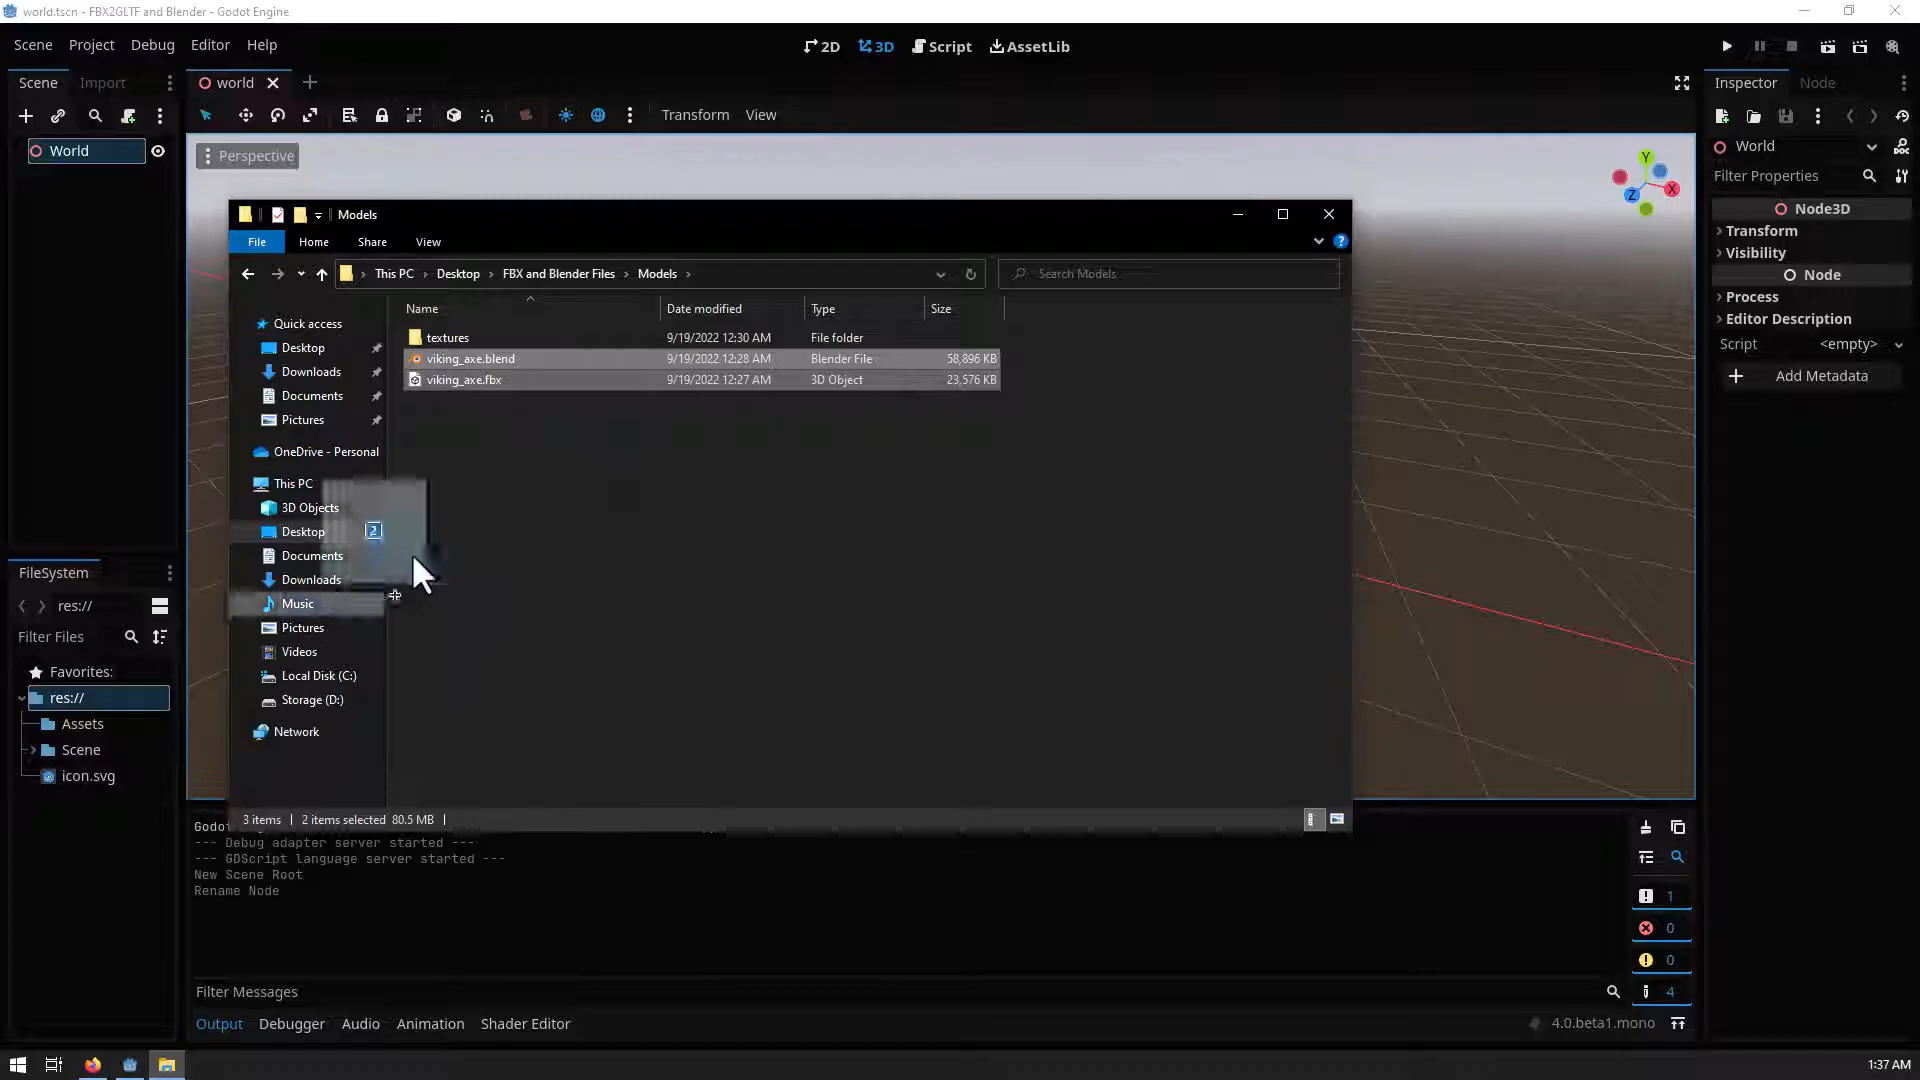 world.tscn - FBX2GLTF and Blender - Godot Engine
Scene Project Debug Editor Help
2D 3D Script AssetLib
Scene Import
world
Inspector Node
Transform View
World
Perspective
Y
X
Z
World
Filter Properties
Node3D
Transform
Visibility
Node
Process
Editor Description
Script <empty>
Add Metadata
Models
File Home Share View
This PC Desktop FBX and Blender Files Models
Search Models
Name Date modified Type Size
textures 9/19/2022 12:30 AM File folder
viking_axe.blend 9/19/2022 12:28 AM Blender File 58,896 KB
viking_axe.fbx 9/19/2022 12:27 AM 3D Object 23,576 KB
Quick access
Desktop
Downloads
Documents
Pictures
OneDrive - Personal
This PC
3D Objects
Desktop
2
Documents
Downloads
Music
Pictures
Videos
Local Disk (C:)
Storage (D:)
Network
3 items 2 items selected 80.5 MB
FileSystem
res://
Filter Files
Favorites:
res://
Assets
Scene
icon.svg
--- Debug adapter server started ---
--- GDScript language server started ---
New Scene Root
Rename Node
1
0
0
4
Filter Messages
Output Debugger Audio Animation Shader Editor
4.0.beta1.mono
1:37 AM